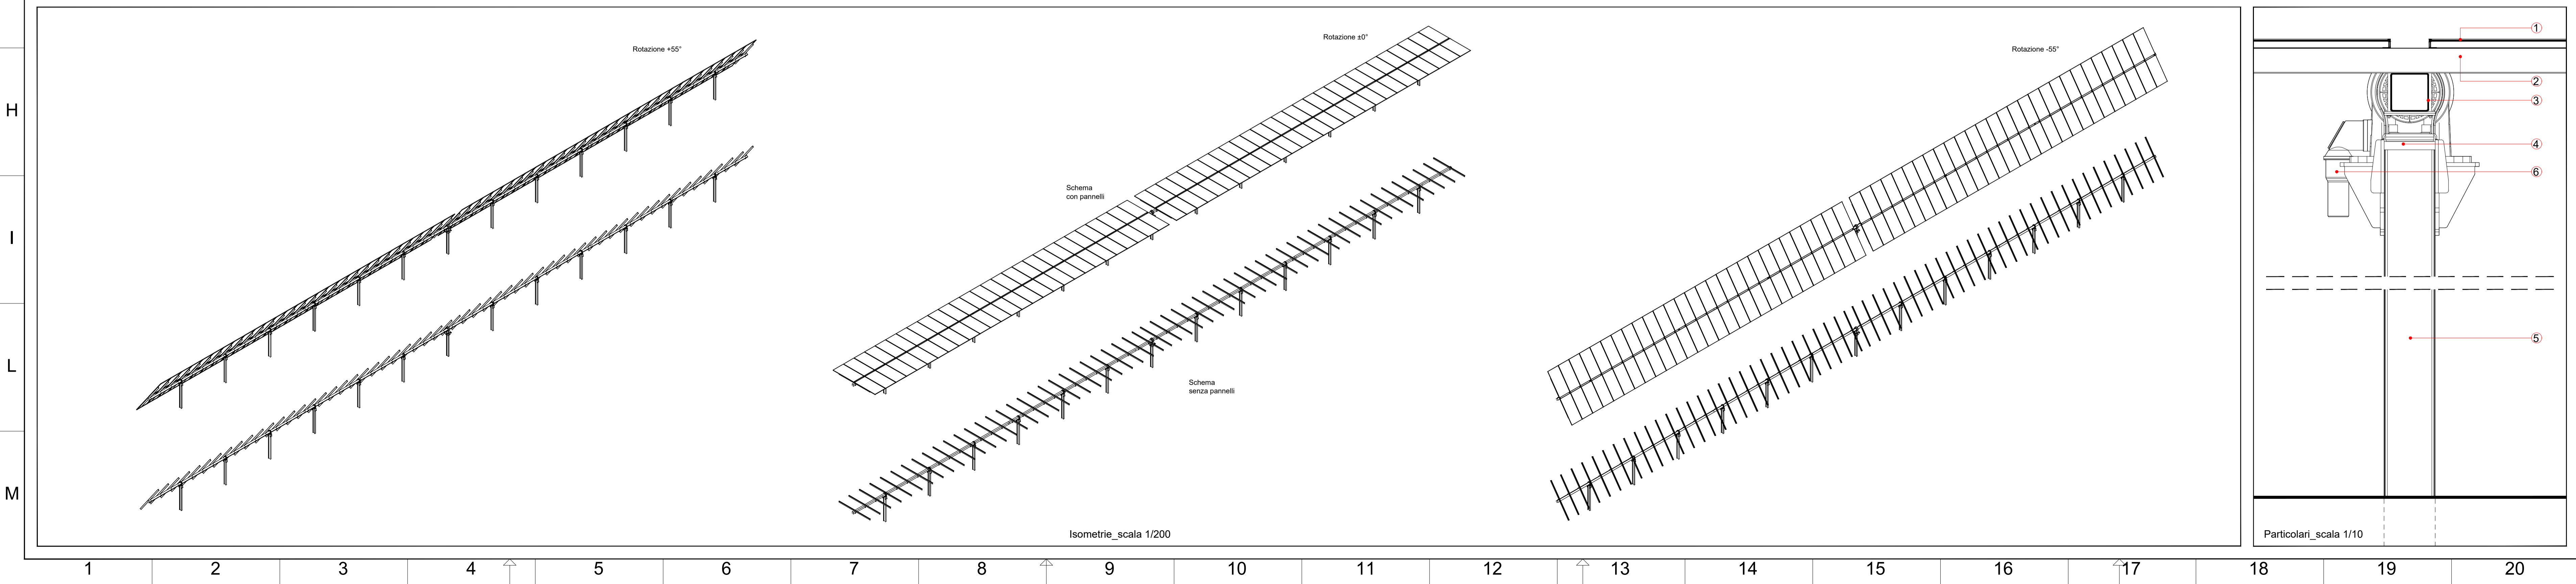 H
I
L
M
Rotazione +55°
Rotazione ±0°
Rotazione -55°
Schema
con pannelli
Schema
senza pannelli
Isometrie_scala 1/200
1
2
3
4
6
5
Particolari_scala 1/10
1 2 3 4 5 6 7 8 9 10 11 12 13 14 15 16 17 18 19 20